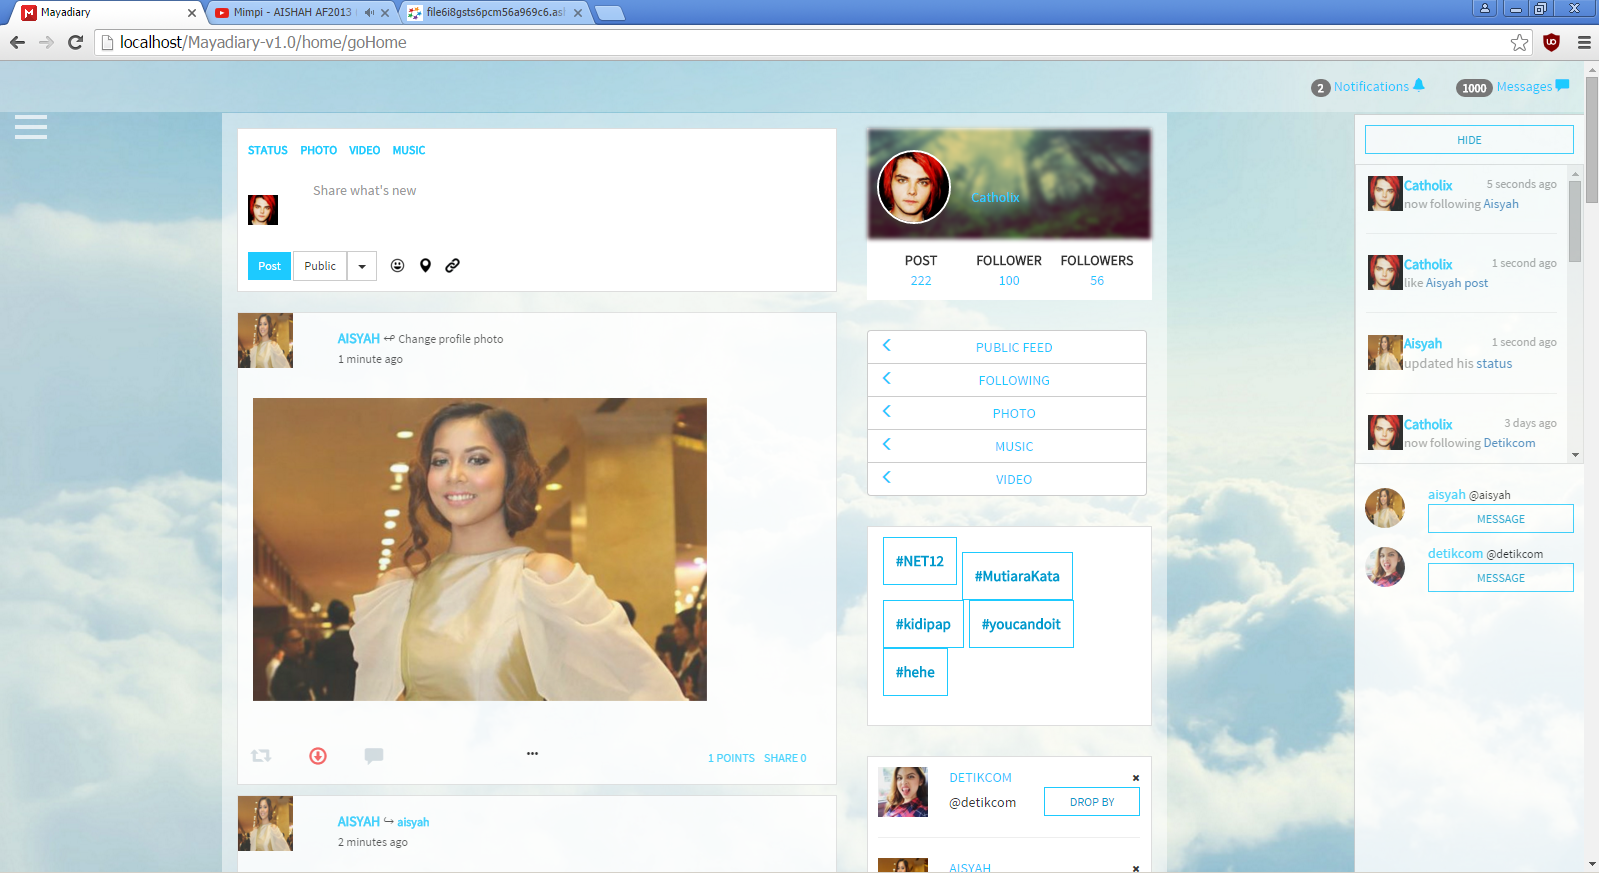 Mayadiary
Mimpi - AISHAH AF2013
file6i8gsts6pcm56a969c6.as
localhost/Mayadiary-v1.0/home/goHome
2 Notifications
1000 Messages
STATUS PHOTO VIDEO MUSIC
Share what's new
Post Public
AISYAH Change profile photo
1 minute ago
1 POINTS SHARE 0
AISYAH aisyah
2 minutes ago
Catholix
POST FOLLOWER FOLLOWERS
222 100 56
PUBLIC FEED
FOLLOWING
PHOTO
MUSIC
VIDEO
#NET12
#MutiaraKata
#kidipap #youcandoit
#hehe
DETIKCOM
@detikcom DROP BY
AISYAH
HIDE
Catholix 5 seconds ago
now following Aisyah
Catholix 1 second ago
like Aisyah post
Aisyah 1 second ago
updated his status
Catholix 3 days ago
now following Detikcom
aisyah @aisyah
MESSAGE
detikcom @detikcom
MESSAGE